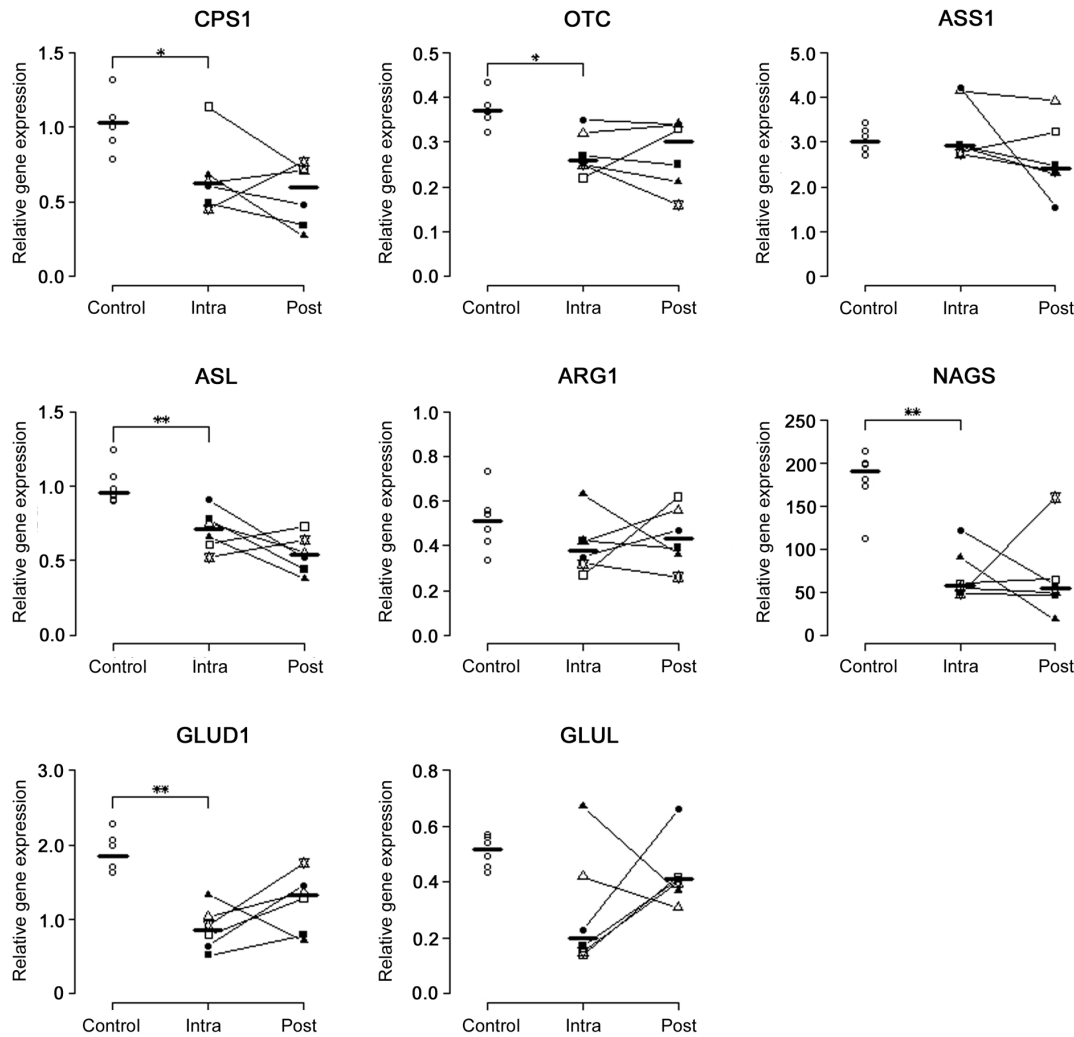 CPS1
OTC
ASS1
Relative gene expression
1.5
1.0
0.5
0.0
*
Control Intra Post
Relative gene expression
0.5
0.4
0.3
0.2
0.1
0.0
*
Control Intra Post
Relative gene expression
5.0
4.0
3.0
2.0
1.0
0
Control Intra Post
ASL
ARG1
NAGS
Relative gene expression
1.5
1.0
0.5
0.0
**
Control Intra Post
Relative gene expression
1.0
0.8
0.6
0.4
0.2
0.0
Control Intra Post
Relative gene expression
250
200
150
100
50
0
**
Control Intra Post
GLUD1
GLUL
Relative gene expression
3.0
2.0
1.0
0
**
Control Intra Post
Relative gene expression
0.8
0.6
0.4
0.2
0.0
Control Intra Post